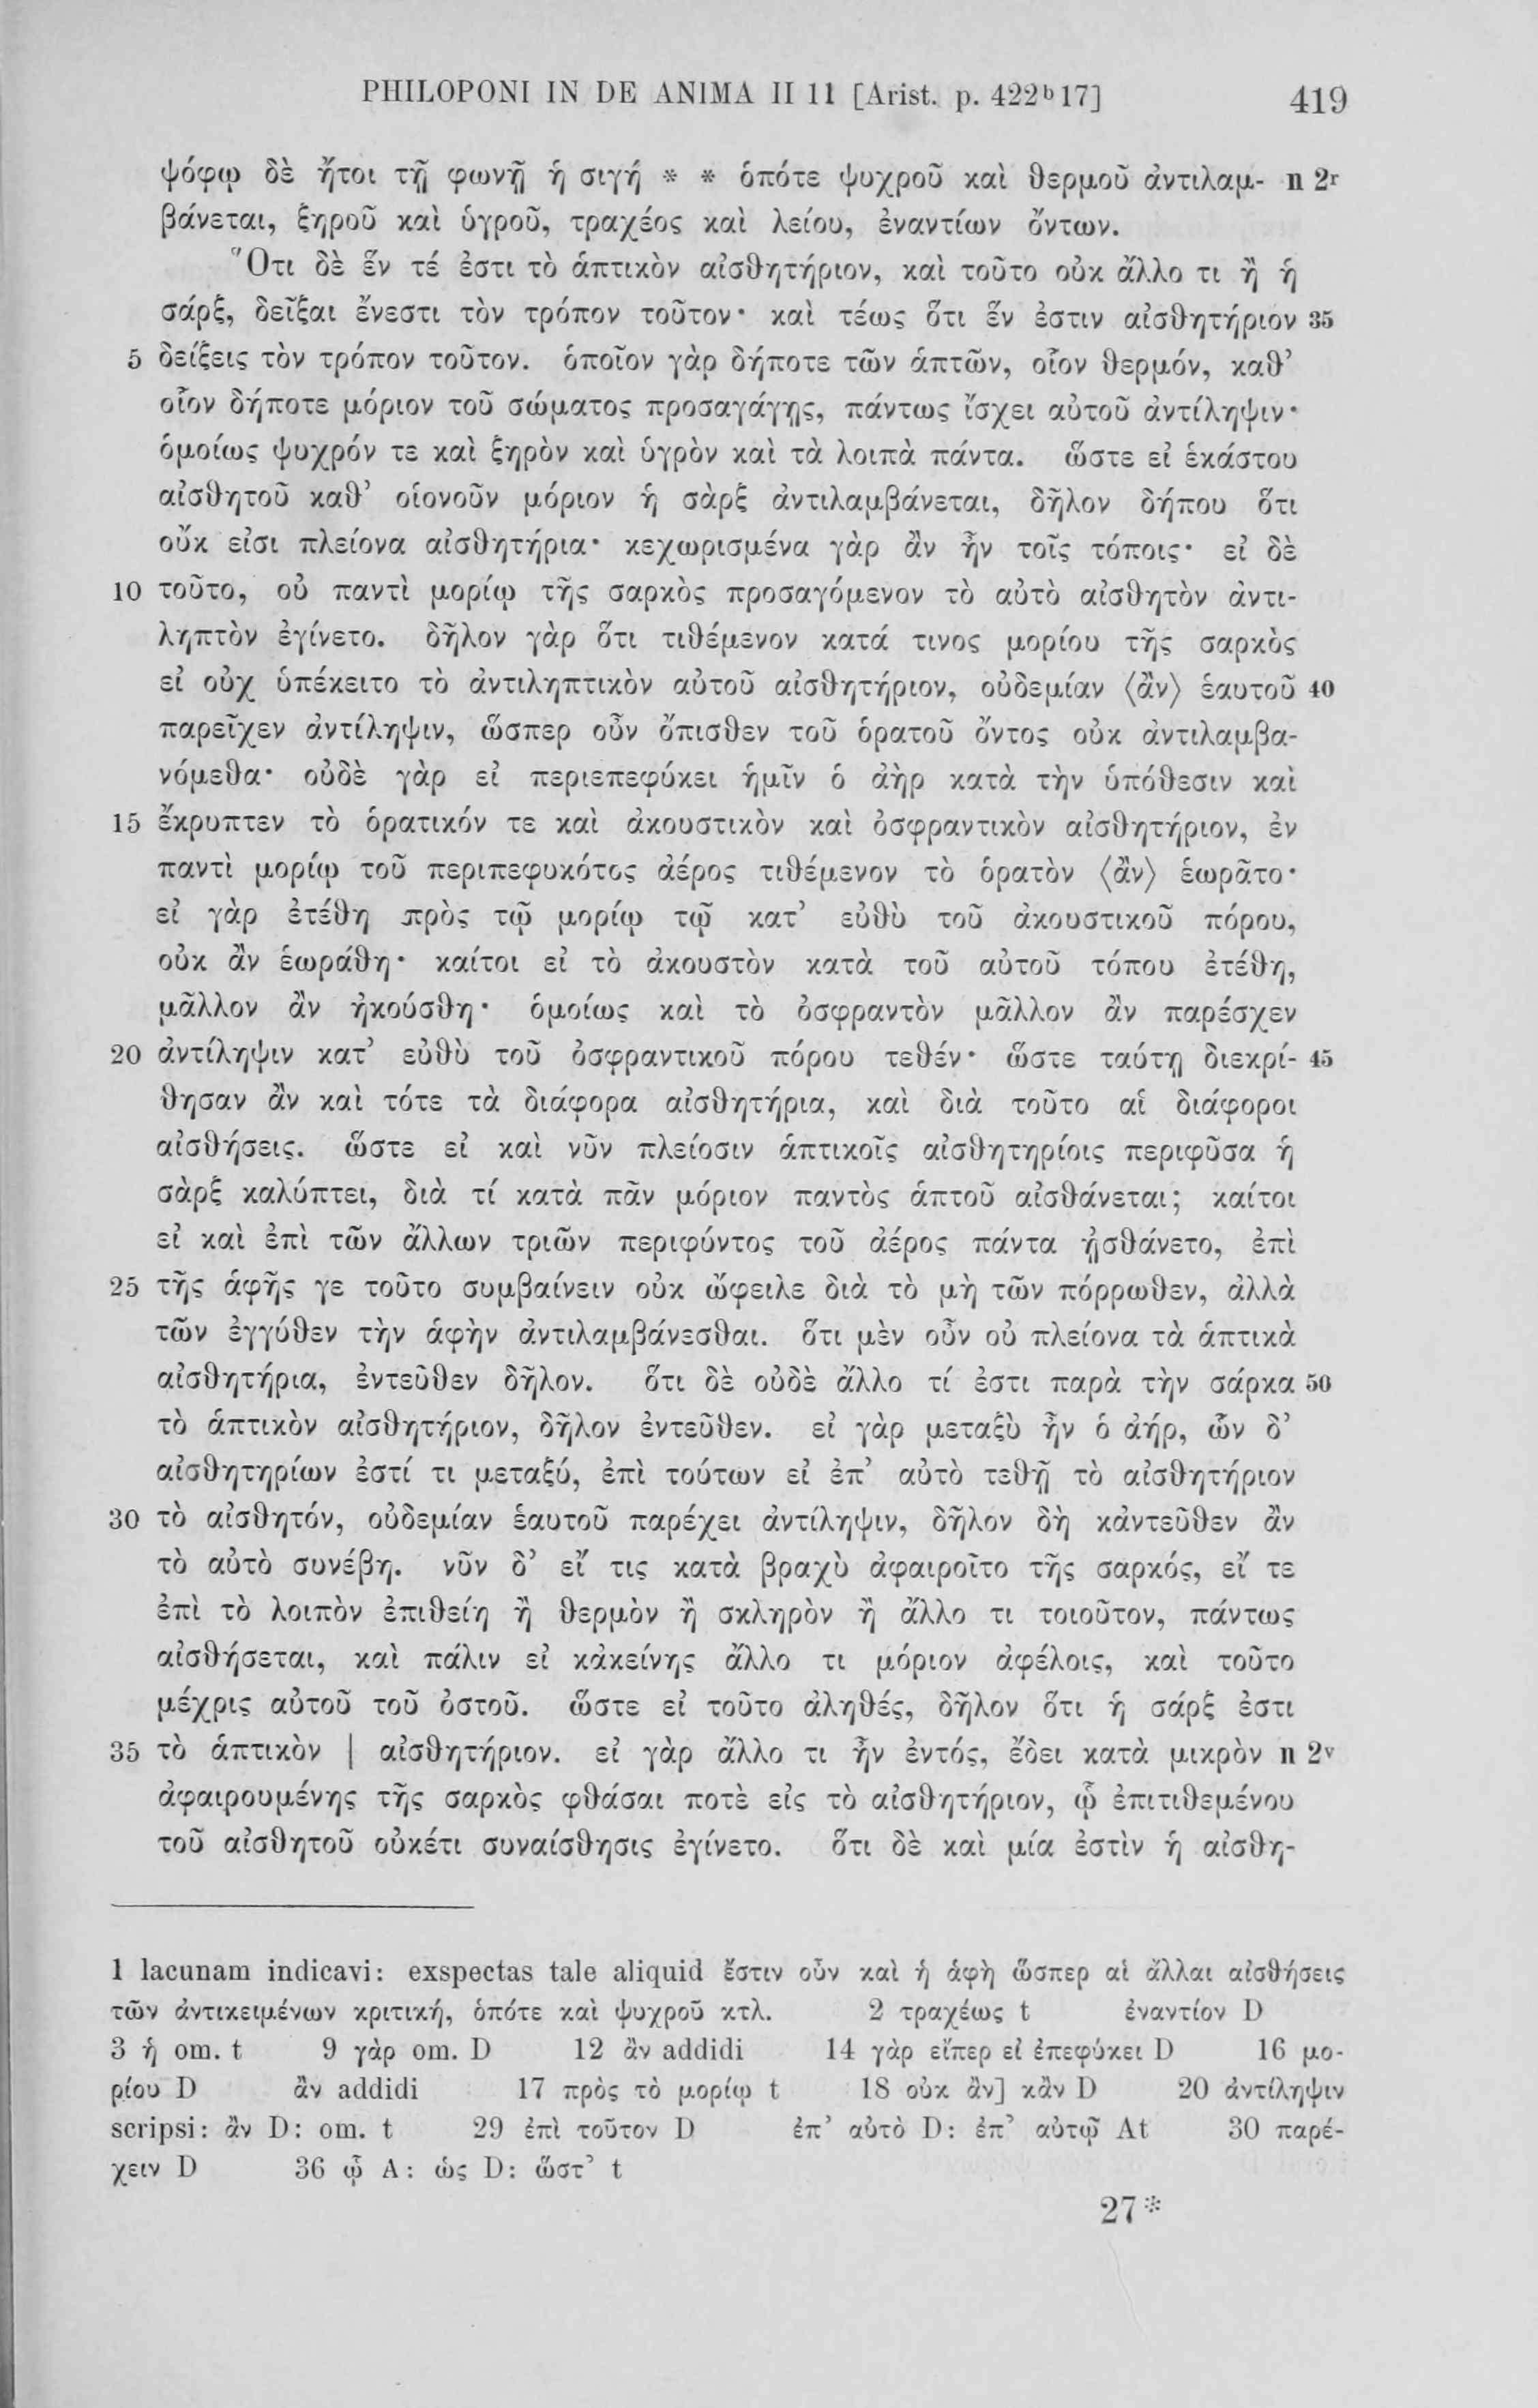 PHILOPONI IN DE ANIMA II 11 [Arist. p. 422ᵇ17] 419
ψόφῳ δὲ ἤτοι τῇ φωνῇ ἡ σιγή * * ὁπότε ψυχροῦ καὶ θερμοῦ ἀντιλαμ- n 2ʳ
βάνεται, ξηροῦ καὶ ὑγροῦ, τραχέος καὶ λείου, ἐναντίων ὄντων.
Ὅτι δὲ ἕν τέ ἐστι τὸ ἁπτικὸν αἰσθητήριον, καὶ τοῦτο οὐκ ἄλλο τι ἢ ἡ
σάρξ, δεῖξαι ἔνεστι τὸν τρόπον τοῦτον· καὶ τέως ὅτι ἕν ἐστιν αἰσθητήριον 35
5 δείξεις τὸν τρόπον τοῦτον. ὁποῖον γὰρ δήποτε τῶν ἁπτῶν, οἷον θερμόν, καθ’
οἷον δήποτε μόριον τοῦ σώματος προσαγάγῃς, πάντως ἴσχει αὐτοῦ ἀντίληψιν·
ὁμοίως ψυχρόν τε καὶ ξηρὸν καὶ ὑγρὸν καὶ τὰ λοιπὰ πάντα. ὥστε εἰ ἑκάστου
αἰσθητοῦ καθ’ οἱονοῦν μόριον ἡ σὰρξ ἀντιλαμβάνεται, δῆλον δήπου ὅτι
οὔκ εἰσι πλείονα αἰσθητήρια· κεχωρισμένα γὰρ ἂν ἦν τοῖς τόποις· εἰ δὲ
10 τοῦτο, οὐ παντὶ μορίῳ τῆς σαρκὸς προσαγόμενον τὸ αὐτὸ αἰσθητὸν ἀντι-
ληπτὸν ἐγίνετο. δῆλον γὰρ ὅτι τιθέμενον κατά τινος μορίου τῆς σαρκὸς
εἰ οὐχ ὑπέκειτο τὸ ἀντιληπτικὸν αὐτοῦ αἰσθητήριον, οὐδεμίαν ⟨ἂν⟩ ἑαυτοῦ 40
παρεῖχεν ἀντίληψιν, ὥσπερ οὖν ὄπισθεν τοῦ ὁρατοῦ ὄντος οὐκ ἀντιλαμβα-
νόμεθα· οὐδὲ γὰρ εἰ περιεπεφύκει ἡμῖν ὁ ἀὴρ κατὰ τὴν ὑπόθεσιν καὶ
15 ἔκρυπτεν τὸ ὁρατικόν τε καὶ ἀκουστικὸν καὶ ὀσφραντικὸν αἰσθητήριον, ἐν
παντὶ μορίῳ τοῦ περιπεφυκότος ἀέρος τιθέμενον τὸ ὁρατὸν ⟨ἂν⟩ ἑωρᾶτο·
εἰ γὰρ ἐτέθη πρὸς τῷ μορίῳ τῷ κατ’ εὐθὺ τοῦ ἀκουστικοῦ πόρου,
οὐκ ἂν ἑωράθη· καίτοι εἰ τὸ ἀκουστὸν κατὰ τοῦ αὐτοῦ τόπου ἐτέθη,
μᾶλλον ἂν ἠκούσθη· ὁμοίως καὶ τὸ ὀσφραντὸν μᾶλλον ἂν παρέσχεν
20 ἀντίληψιν κατ’ εὐθὺ τοῦ ὀσφραντικοῦ πόρου τεθέν· ὥστε ταύτῃ διεκρί- 45
θησαν ἂν καὶ τότε τὰ διάφορα αἰσθητήρια, καὶ διὰ τοῦτο αἱ διάφοροι
αἰσθήσεις. ὥστε εἰ καὶ νῦν πλείοσιν ἁπτικοῖς αἰσθητηρίοις περιφῦσα ἡ
σὰρξ καλύπτει, διὰ τί κατὰ πᾶν μόριον παντὸς ἁπτοῦ αἰσθάνεται; καίτοι
εἰ καὶ ἐπὶ τῶν ἄλλων τριῶν περιφύντος τοῦ ἀέρος πάντα ᾐσθάνετο, ἐπὶ
25 τῆς ἁφῆς γε τοῦτο συμβαίνειν οὐκ ὤφειλε διὰ τὸ μὴ τῶν πόρρωθεν, ἀλλὰ
τῶν ἐγγύθεν τὴν ἁφὴν ἀντιλαμβάνεσθαι. ὅτι μὲν οὖν οὐ πλείονα τὰ ἁπτικὰ
αἰσθητήρια, ἐντεῦθεν δῆλον. ὅτι δὲ οὐδὲ ἄλλο τί ἐστι παρὰ τὴν σάρκα 50
τὸ ἁπτικὸν αἰσθητήριον, δῆλον ἐντεῦθεν. εἰ γὰρ μεταξὺ ἦν ὁ ἀήρ, ὧν δ’
αἰσθητηρίων ἐστί τι μεταξύ, ἐπὶ τούτων εἰ ἐπ’ αὐτὸ τεθῇ τὸ αἰσθητήριον
30 τὸ αἰσθητόν, οὐδεμίαν ἑαυτοῦ παρέχει ἀντίληψιν, δῆλον δὴ κἀντεῦθεν ἂν
τὸ αὐτὸ συνέβη. νῦν δ’ εἴ τις κατὰ βραχὺ ἀφαιροῖτο τῆς σαρκός, εἴ τε
ἐπὶ τὸ λοιπὸν ἐπιθείη ἢ θερμὸν ἢ σκληρὸν ἢ ἄλλο τι τοιοῦτον, πάντως
αἰσθήσεται, καὶ πάλιν εἰ κἀκείνης ἄλλο τι μόριον ἀφέλοις, καὶ τοῦτο
μέχρις αὐτοῦ τοῦ ὀστοῦ. ὥστε εἰ τοῦτο ἀληθές, δῆλον ὅτι ἡ σάρξ ἐστι
35 τὸ ἁπτικὸν | αἰσθητήριον. εἰ γὰρ ἄλλο τι ἦν ἐντός, ἔδει κατὰ μικρὸν n 2ᵛ
ἀφαιρουμένης τῆς σαρκὸς φθάσαι ποτὲ εἰς τὸ αἰσθητήριον, ᾧ ἐπιτιθεμένου
τοῦ αἰσθητοῦ οὐκέτι συναίσθησις ἐγίνετο. ὅτι δὲ καὶ μία ἐστὶν ἡ αἰσθη-
1 lacunam indicavi: exspectas tale aliquid ἔστιν οὖν καὶ ἡ ἁφὴ ὥσπερ αἱ ἄλλαι αἰσθήσεις
τῶν ἀντικειμένων κριτική, ὁπότε καὶ ψυχροῦ κτλ. 2 τραχέως t ἐναντίον D
3 ἡ om. t 9 γὰρ om. D 12 ἂν addidi 14 γὰρ εἴπερ εἰ ἐπεφύκει D 16 μο-
ρίου D ἂν addidi 17 πρὸς τὸ μορίῳ t 18 οὐκ ἂν] κἂν D 20 ἀντίληψιν
scripsi: ἂν D: om. t 29 ἐπὶ τοῦτον D ἐπ’ αὐτὸ D: ἐπ’ αὐτῷ At 30 παρέ-
χειν D 36 ᾧ A: ὡς D: ὥστ’ t
27*